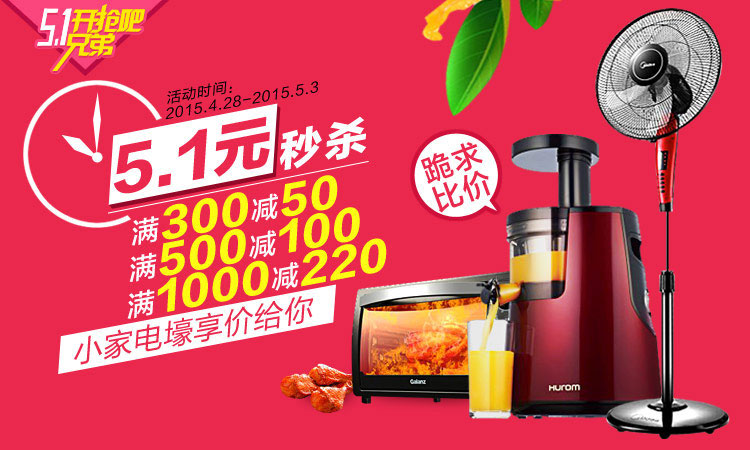 5.1开抢吧
兄弟
活动时间：
2015.4.28-2015.5.3
5.1元秒杀
满300减50
满500减100
满1000减220
小家电壕享价给你
跪求
比价
Midea
Galanz
HUROM